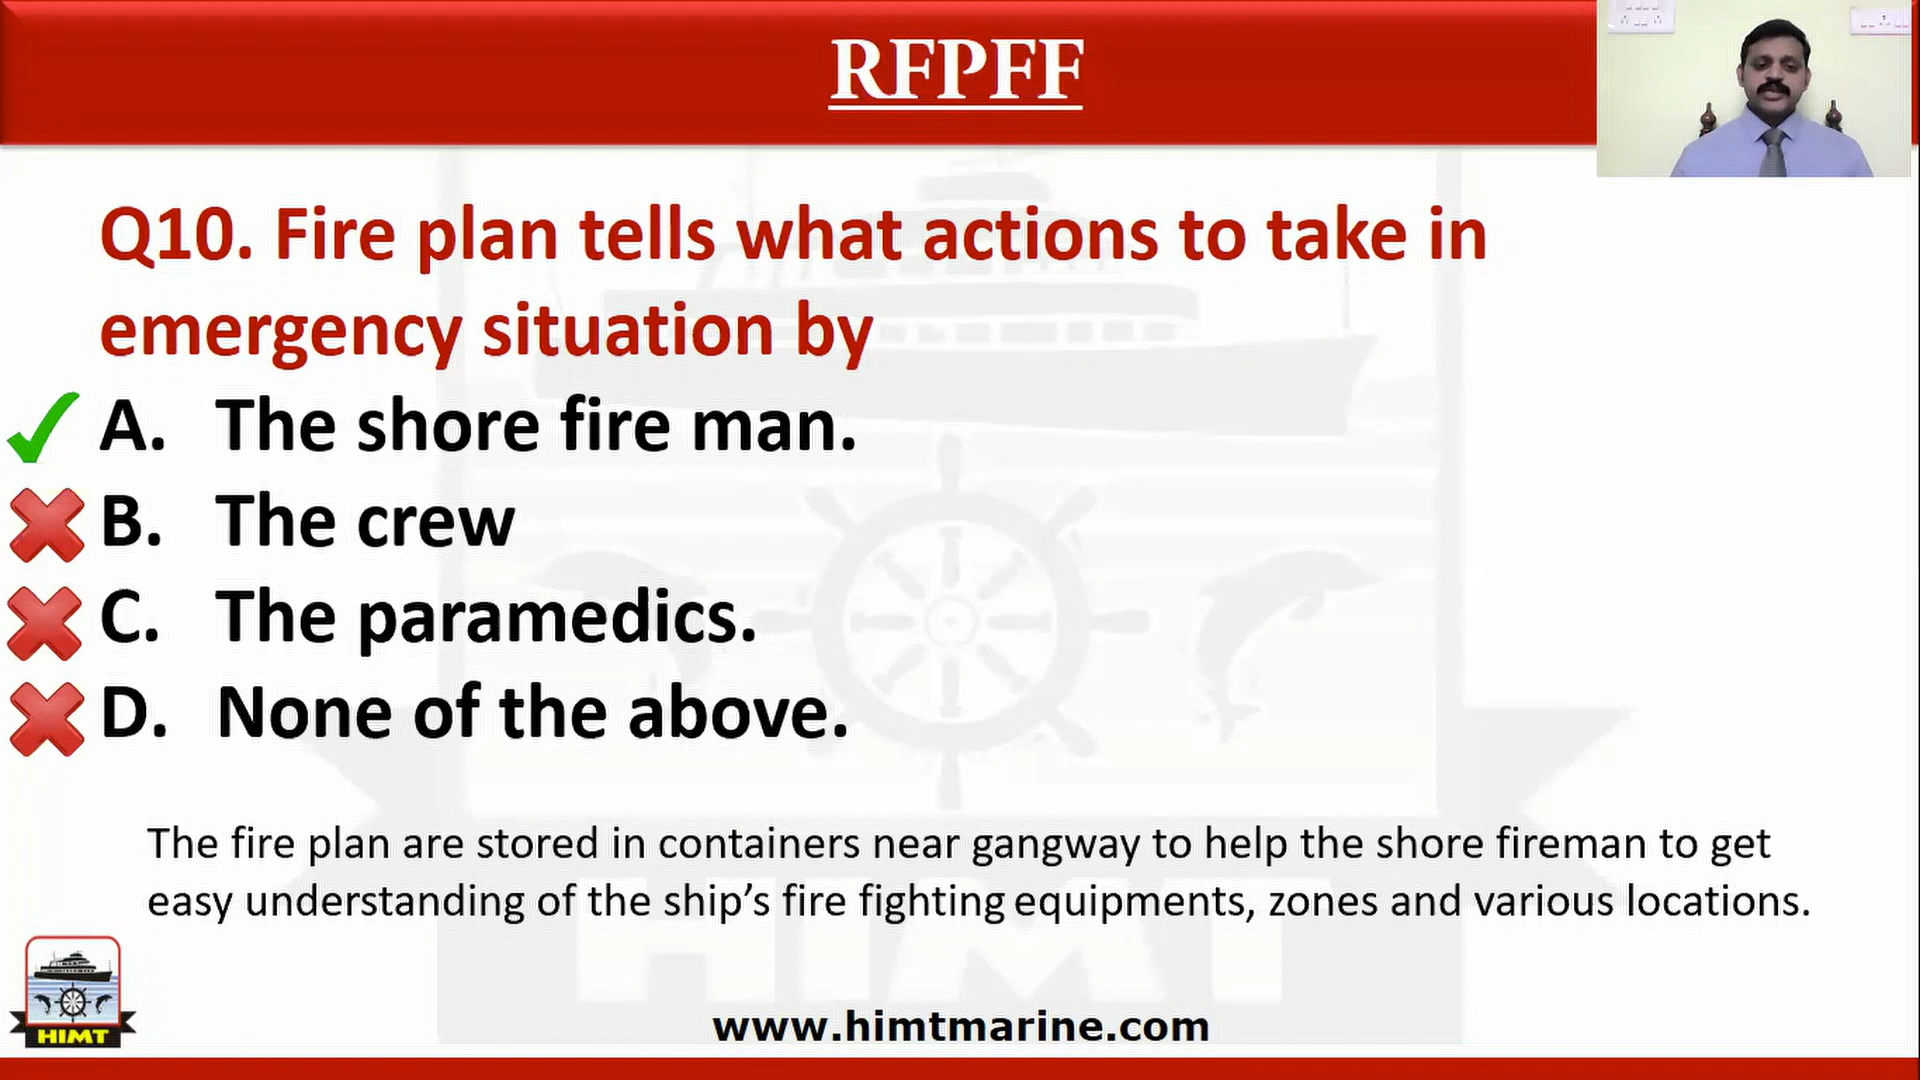 RFPFF
Q10. Fire plan tells what actions to take in
emergency situation by
A. The shore fire man.
B. The crew
C. The paramedics.
D. None of the above.
The fire plan are stored in containers near gangway to help the shore fireman to get
easy understanding of the ship’s fire fighting equipments, zones and various locations.
HIMT
HIMT
www.himtmarine.com